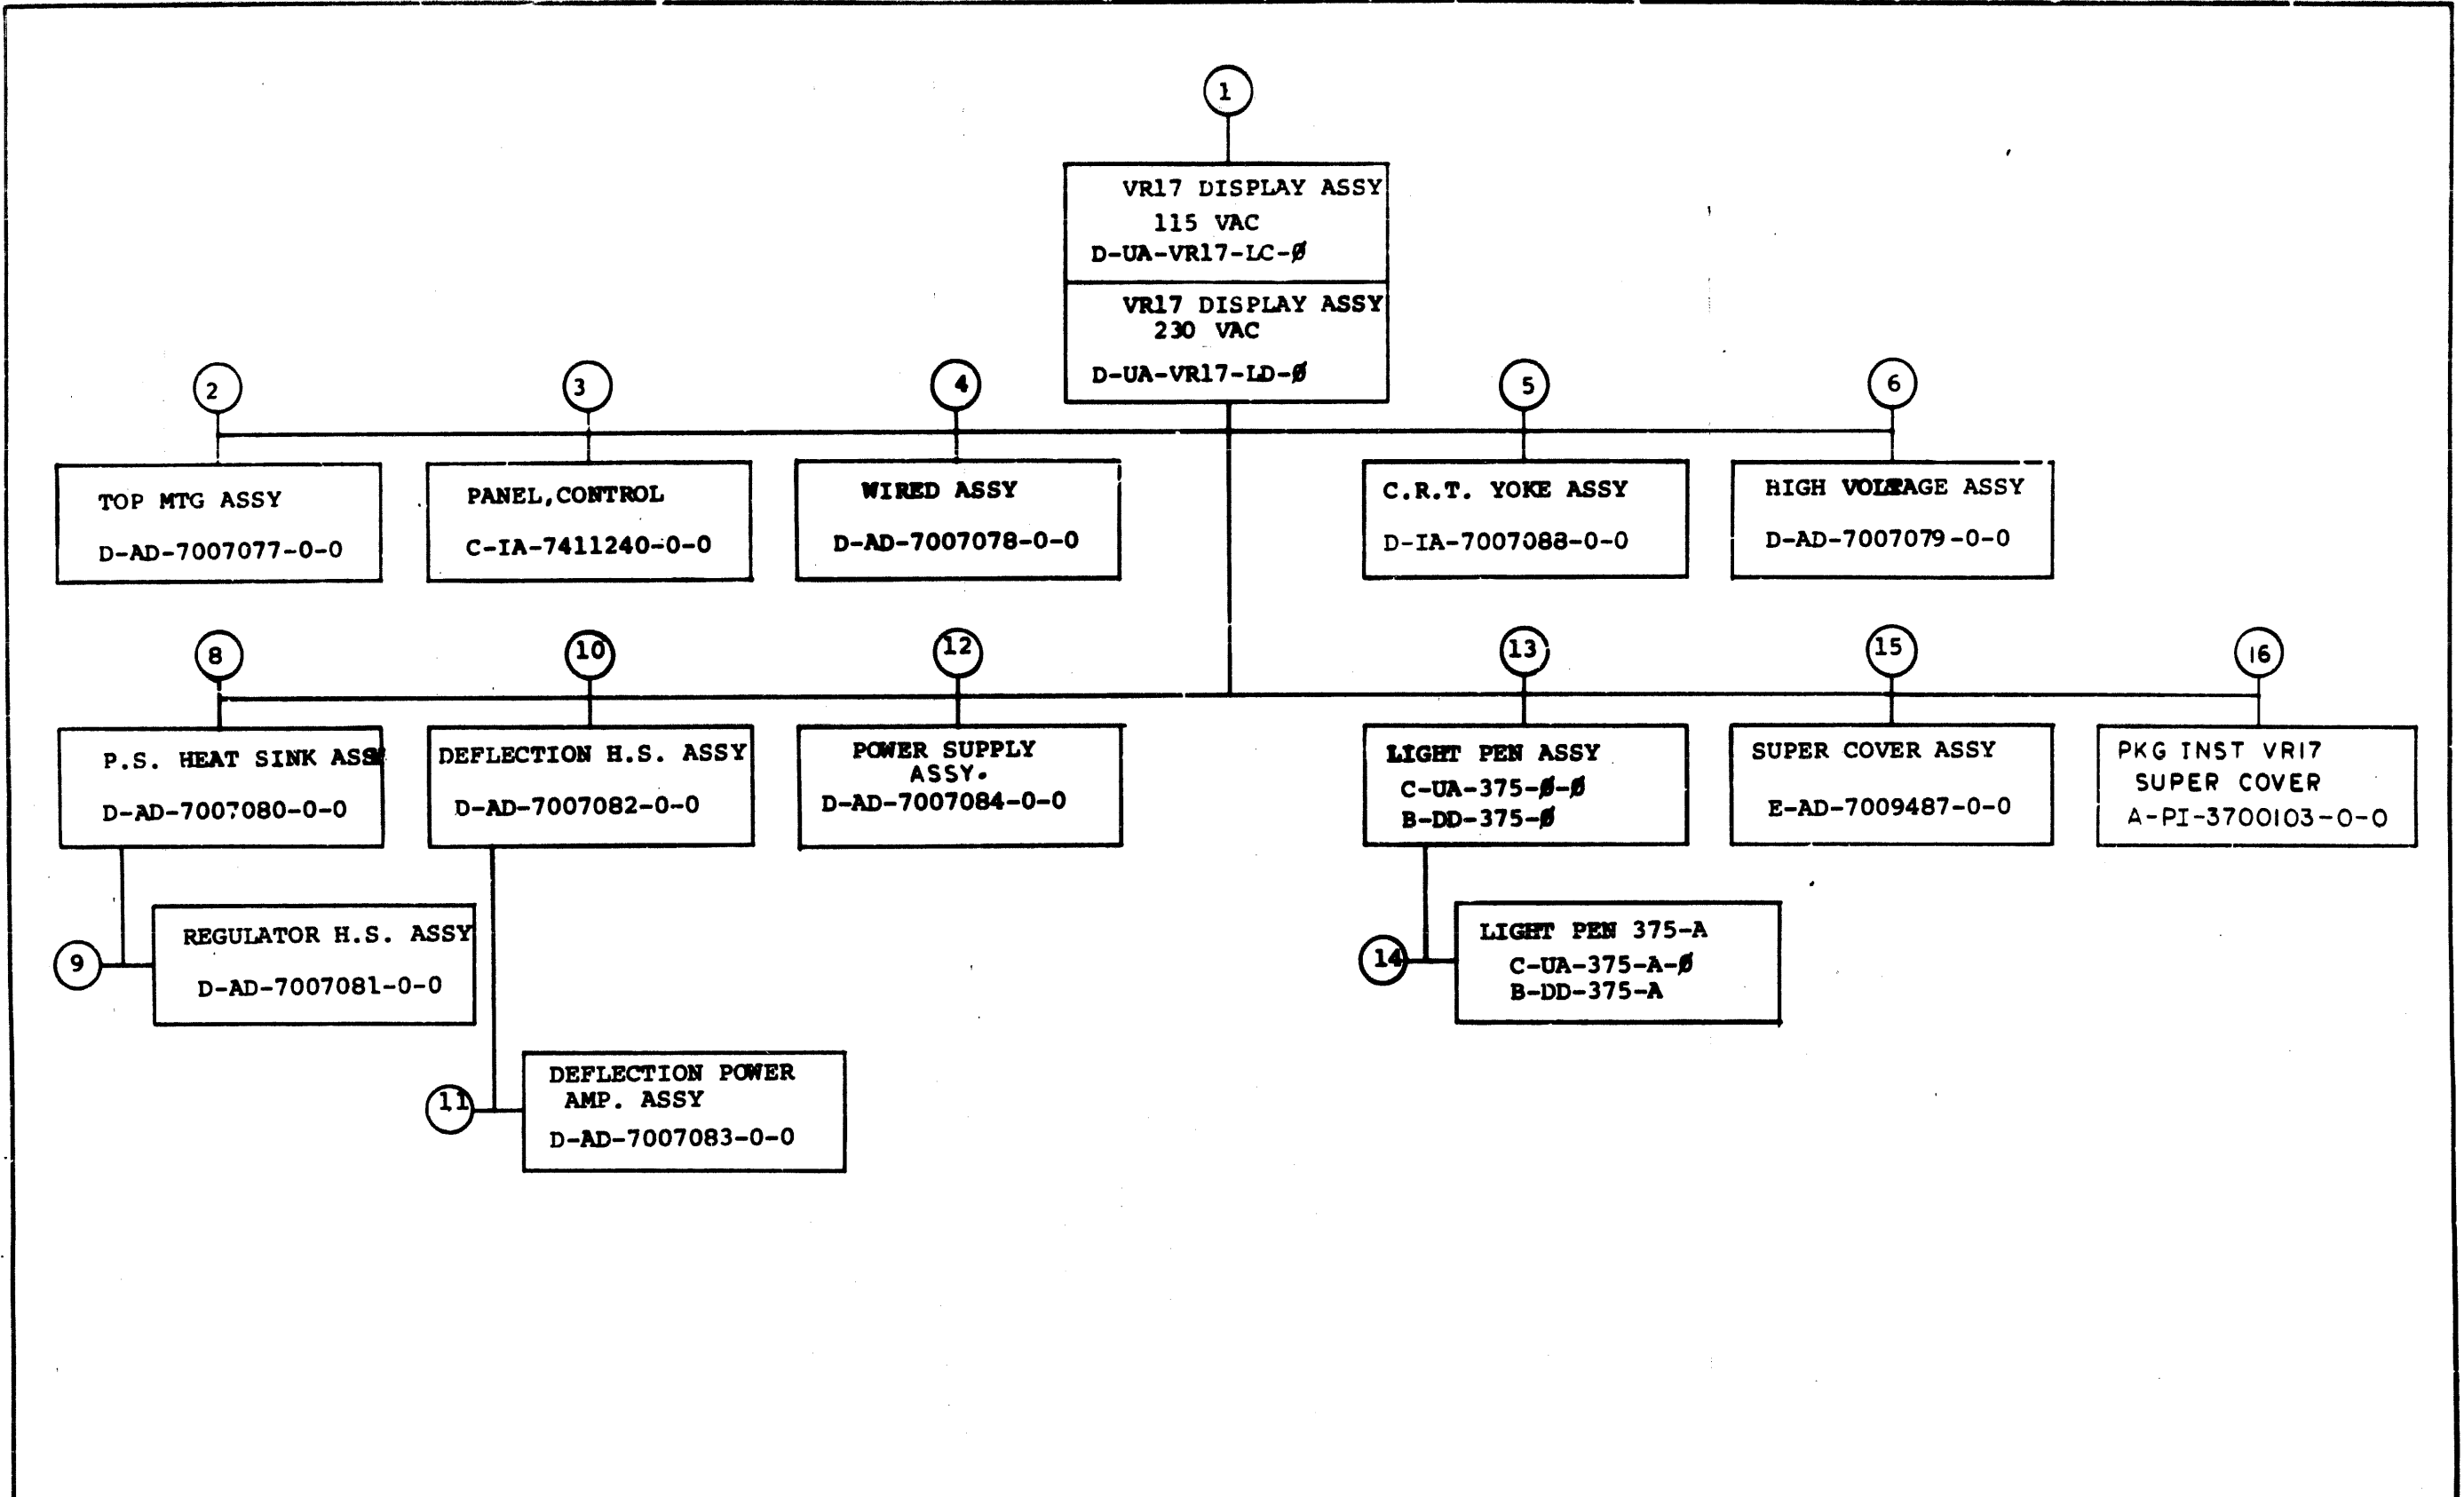 1
VR17 DISPLAY ASSY
115 VAC
D-UA-VR17-LC-Ø
VR17 DISPLAY ASSY
230 VAC
D-UA-VR17-LD-Ø
2
TOP MTG ASSY
D-AD-7007077-0-0
3
PANEL,CONTROL
C-IA-7411240-0-0
4
WIRED ASSY
D-AD-7007078-0-0
5
C.R.T. YOKE ASSY
D-IA-7007088-0-0
6
HIGH VOLTAGE ASSY
D-AD-7007079-0-0
8
P.S. HEAT SINK ASSY
D-AD-7007080-0-0
10
DEFLECTION H.S. ASSY
D-AD-7007082-0-0
12
POWER SUPPLY
ASSY.
D-AD-7007084-0-0
13
LIGHT PEN ASSY
C-UA-375-Ø-Ø
B-DD-375-Ø
15
SUPER COVER ASSY
E-AD-7009487-0-0
16
PKG INST VR17
SUPER COVER
A-PI-3700103-0-0
9
REGULATOR H.S. ASSY
D-AD-7007081-0-0
14
LIGHT PEN 375-A
C-UA-375-A-Ø
B-DD-375-A
11
DEFLECTION POWER
AMP. ASSY
D-AD-7007083-0-0